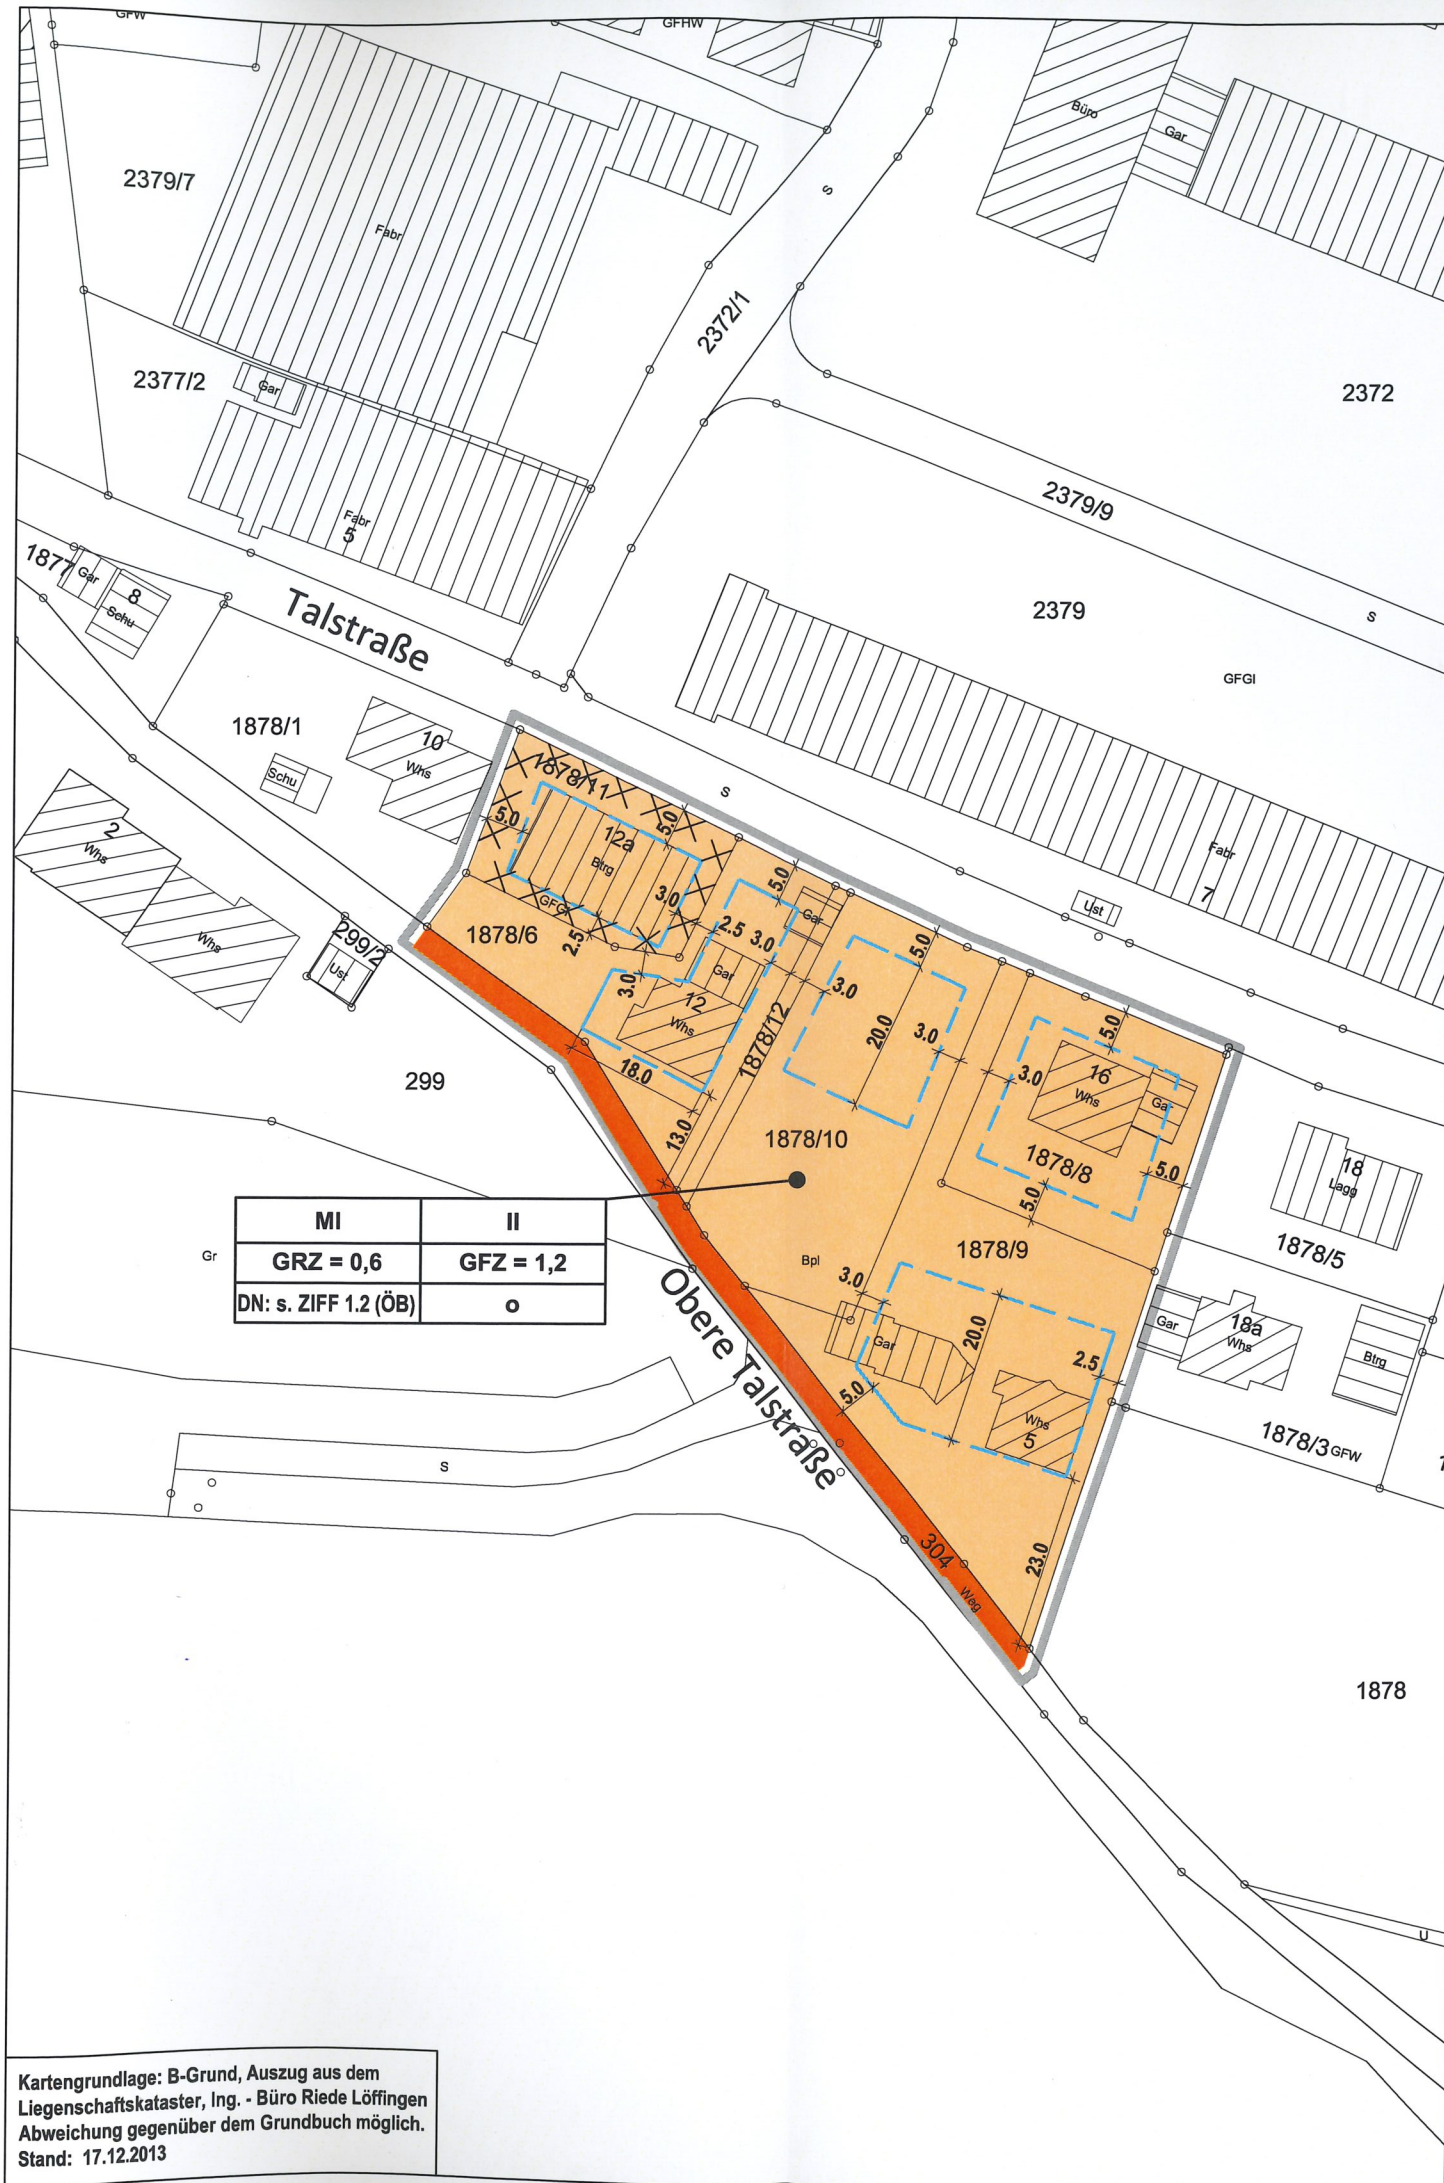 GFW
GFHW
2379/7
Fabr
Büro
Gar
S
2372/1
2377/2
Gar
2372
Fabr
5
2379/9
1877
Gar
8
Schu
Talstraße
2379
S
GFGI
1878/1
10
Whs
Schu
S
1878/11
5.0
12a
5.0
Btrg
GFGI
3.0
2.5
2
Whs
Whs
299/2
Ust
1878/6
5.0
Gar
2.5
3.0
Gar
3.0
12
Whs
1878/12
18.0
13.0
5.0
3.0
20.0
3.0
Fabr
7
Ust
5.0
3.0
16
Whs
Gar
1878/8
5.0
5.0
299
1878/10
18
Lagg
MI
II
GRZ = 0,6
GFZ = 1,2
DN: s. ZIFF 1.2 (ÖB)
o
Gr
Bpl
1878/9
1878/5
3.0
Gar
20.0
2.5
5.0
Whs
5
Gar
18a
Whs
Btrg
1878/3 GFW
Obere Talstraße
S
23.0
304
Weg
1878
U
Kartengrundlage: B-Grund, Auszug aus dem
Liegenschaftskataster, Ing. - Büro Riede Löffingen
Abweichung gegenüber dem Grundbuch möglich.
Stand: 17.12.2013